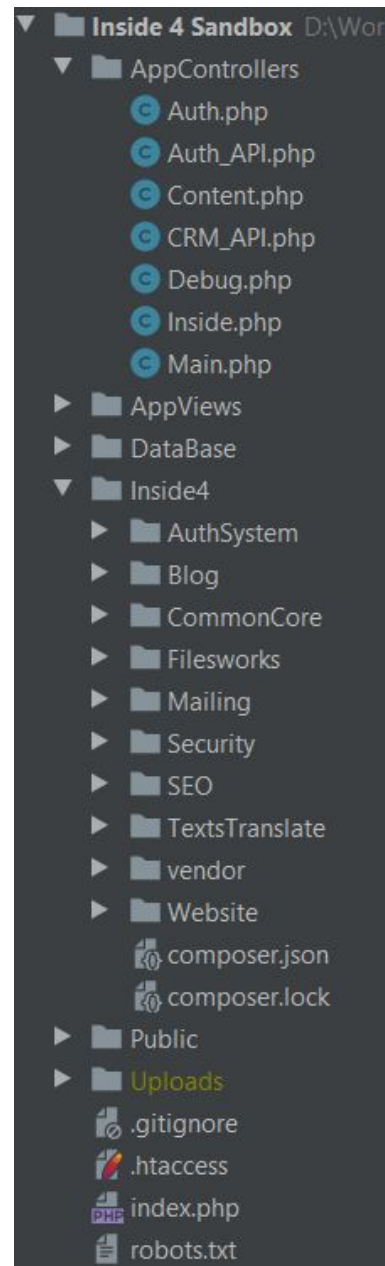 Inside 4 Sandbox D:\Wor
AppControllers
Auth.php
Auth_API.php
Content.php
CRM_API.php
Debug.php
Inside.php
Main.php
AppViews
DataBase
Inside4
AuthSystem
Blog
CommonCore
Filesworks
Mailing
Security
SEO
TextsTranslate
vendor
Website
composer.json
composer.lock
Public
Uploads
.gitignore
.htaccess
index.php
robots.txt